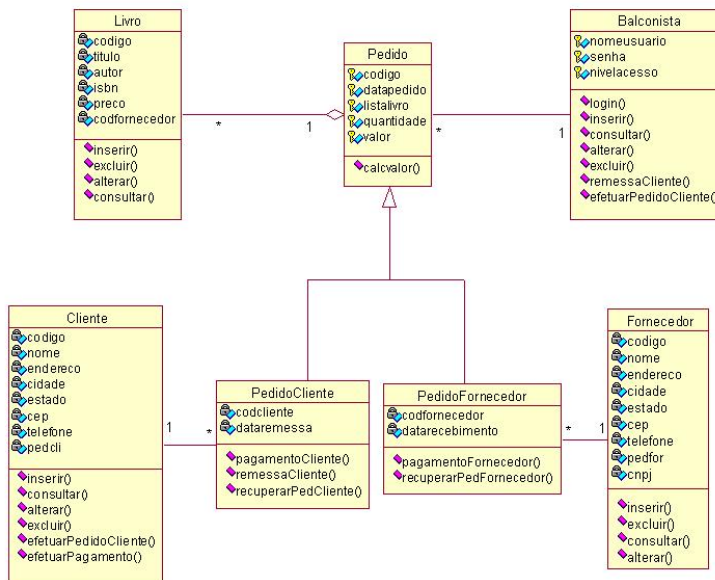 Livro
codigo
titulo
autor
isbn
preco
codfornecedor
inserir()
excluir()
alterar()
consultar()
*
1
Pedido
codigo
datapedido
listalivro
quantidade
valor
calcvalor()
*
1
Balconista
nomeusuario
senha
nivelacesso
login()
inserir()
consultar()
alterar()
excluir()
remessaCliente()
efetuarPedidoCliente()
Cliente
codigo
nome
endereco
cidade
estado
cep
telefone
pedcli
inserir()
consultar()
alterar()
excluir()
efetuarPedidoCliente()
efetuarPagamento()
1
*
PedidoCliente
codcliente
dataremessa
pagamentoCliente()
remessaCliente()
recuperarPedCliente()
PedidoFornecedor
codfornecedor
datarecebimento
pagamentoFornecedor()
recuperarPedFornecedor()
*
1
Fornecedor
codigo
nome
endereco
cidade
estado
cep
telefone
pedfor
cnpj
inserir()
excluir()
consultar()
alterar()